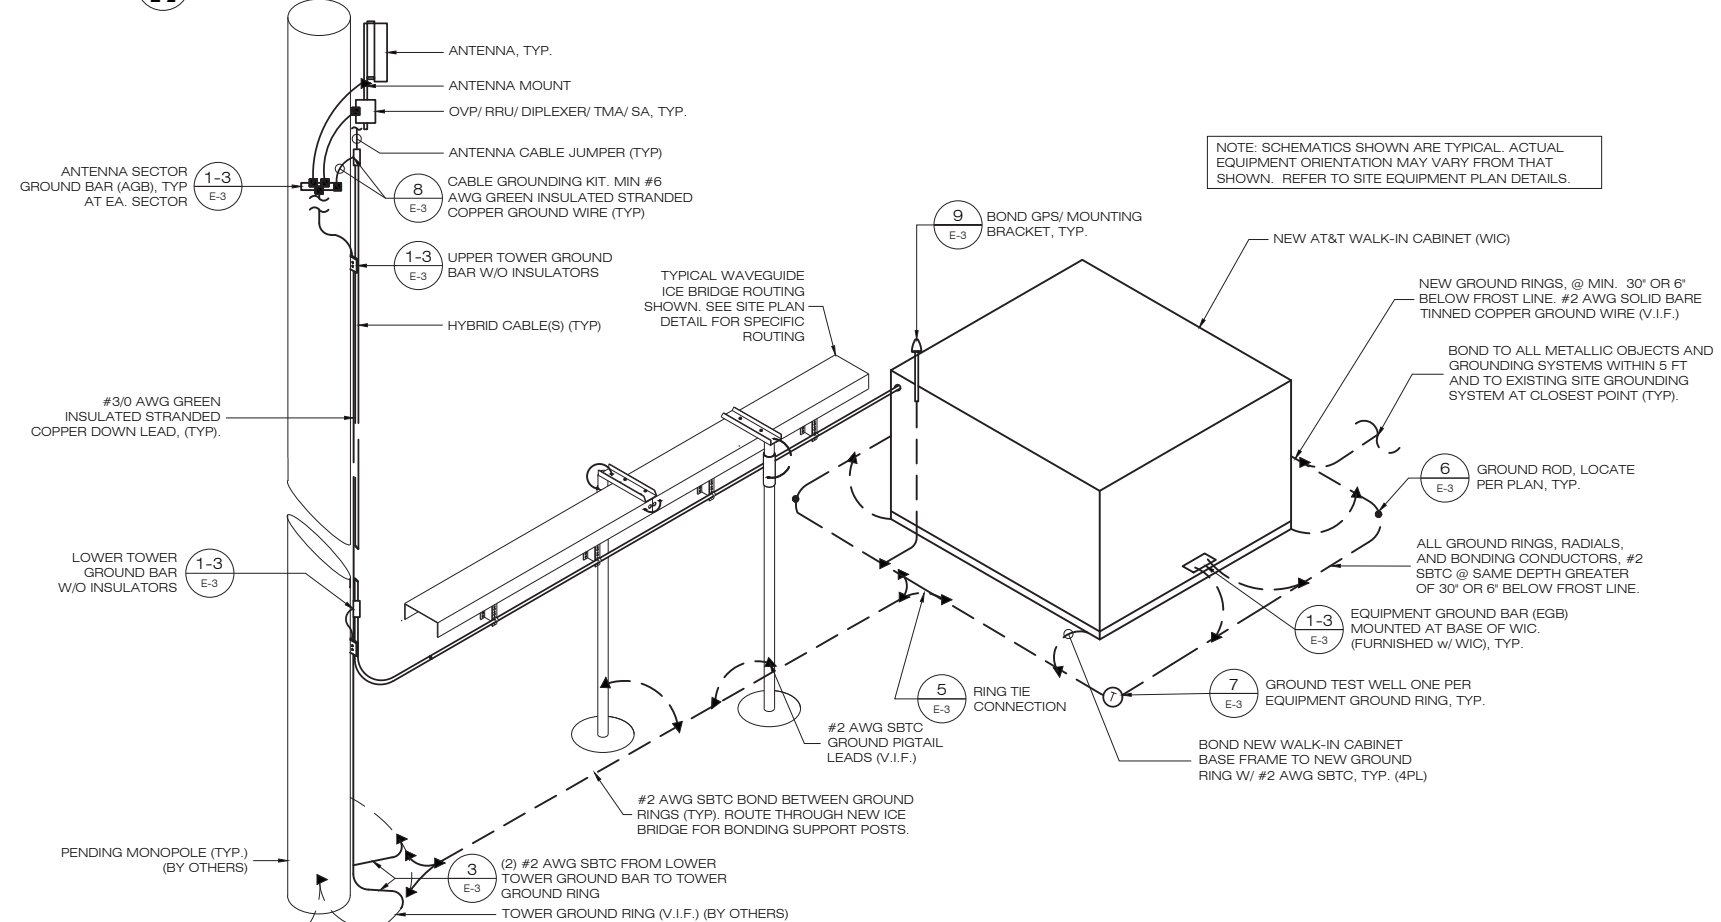 ANTENNA, TYP.
ANTENNA MOUNT
OVP/ RRU/ DIPLEXER/ TMA/ SA, TYP.
ANTENNA CABLE JUMPER (TYP)
ANTENNA SECTOR
GROUND BAR (AGB), TYP
AT EA. SECTOR
1-3
E-3
8
E-3
CABLE GROUNDING KIT. MIN #6
AWG GREEN INSULATED STRANDED
COPPER GROUND WIRE (TYP)
1-3
E-3
UPPER TOWER GROUND
BAR W/O INSULATORS
HYBRID CABLE(S) (TYP)
TYPICAL WAVEGUIDE
ICE BRIDGE ROUTING
SHOWN. SEE SITE PLAN
DETAIL FOR SPECIFIC
ROUTING
9
E-3
BOND GPS/ MOUNTING
BRACKET, TYP.
NOTE: SCHEMATICS SHOWN ARE TYPICAL. ACTUAL
EQUIPMENT ORIENTATION MAY VARY FROM THAT
SHOWN. REFER TO SITE EQUIPMENT PLAN DETAILS.
NEW AT&T WALK-IN CABINET (WIC)
NEW GROUND RINGS, @ MIN. 30" OR 6"
BELOW FROST LINE. #2 AWG SOLID BARE
TINNED COPPER GROUND WIRE (V.I.F.)
BOND TO ALL METALLIC OBJECTS AND
GROUNDING SYSTEMS WITHIN 5 FT
AND TO EXISTING SITE GROUNDING
SYSTEM AT CLOSEST POINT (TYP).
#3/0 AWG GREEN
INSULATED STRANDED
COPPER DOWN LEAD, (TYP).
6
E-3
GROUND ROD, LOCATE
PER PLAN, TYP.
LOWER TOWER
GROUND BAR
W/O INSULATORS
1-3
E-3
ALL GROUND RINGS, RADIALS,
AND BONDING CONDUCTORS, #2
SBTC @ SAME DEPTH GREATER
OF 30" OR 6" BELOW FROST LINE.
1-3
E-3
EQUIPMENT GROUND BAR (EGB)
MOUNTED AT BASE OF WIC.
(FURNISHED w/ WIC), TYP.
5
E-3
RING TIE
CONNECTION
T
7
E-3
GROUND TEST WELL ONE PER
EQUIPMENT GROUND RING, TYP.
#2 AWG SBTC
GROUND PIGTAIL
LEADS (V.I.F.)
BOND NEW WALK-IN CABINET
BASE FRAME TO NEW GROUND
RING W/ #2 AWG SBTC, TYP. (4PL)
#2 AWG SBTC BOND BETWEEN GROUND
RINGS (TYP). ROUTE THROUGH NEW ICE
BRIDGE FOR BONDING SUPPORT POSTS.
PENDING MONOPOLE (TYP.)
(BY OTHERS)
3
E-3
(2) #2 AWG SBTC FROM LOWER
TOWER GROUND BAR TO TOWER
GROUND RING
TOWER GROUND RING (V.I.F.) (BY OTHERS)